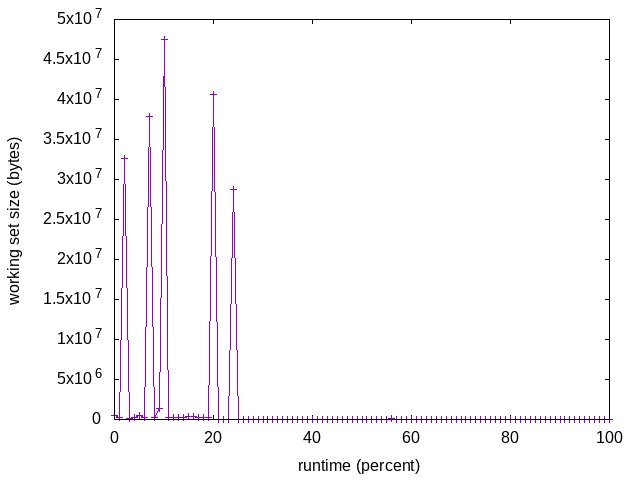 5x10^7
4.5x10^7
4x10^7
3.5x10^7
3x10^7
2.5x10^7
2x10^7
1.5x10^7
1x10^7
5x10^6
0
0 20 40 60 80 100
working set size (bytes)
runtime (percent)